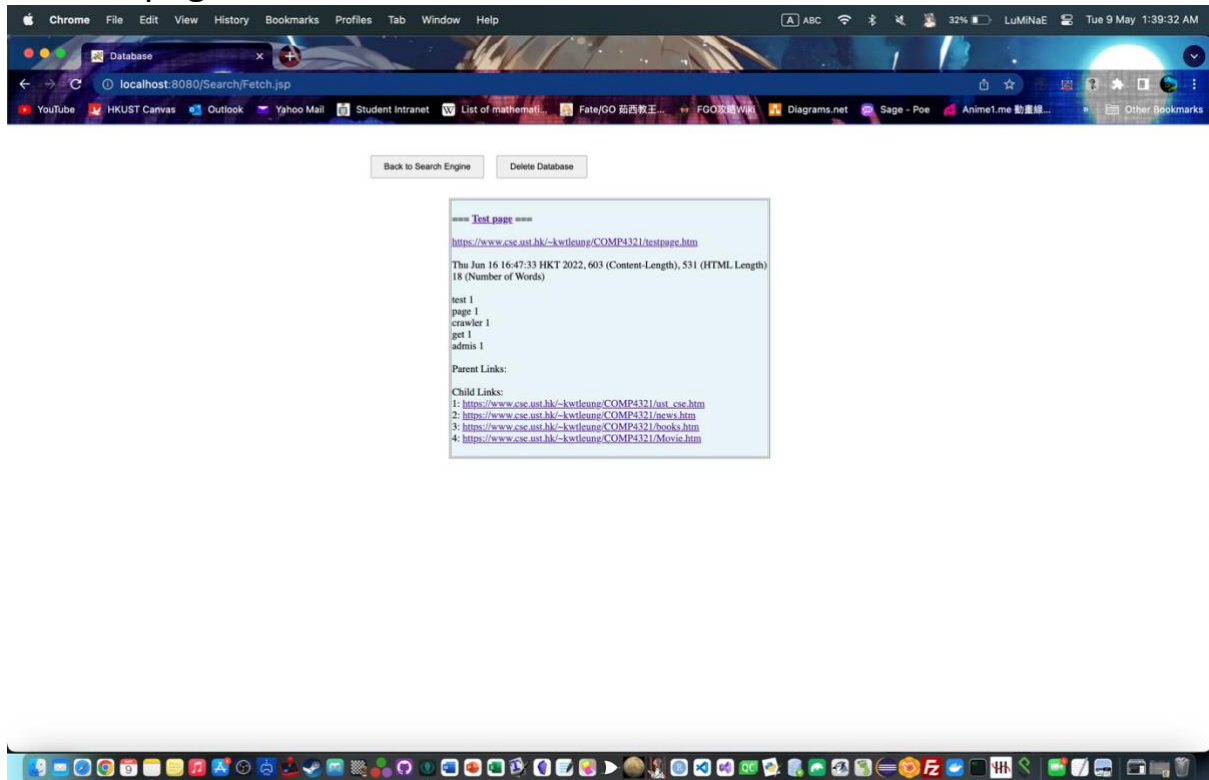 Chrome File Edit View History Bookmarks Profiles Tab Window Help A ABC 32% LuMiNaE Tue 9 May 1:39:32 AM
Database
localhost:8080/Search/Fetch.jsp
YouTube HKUST Canvas Outlook Yahoo Mail Student Intranet W List of mathemati... Fate/GO 茹西教王... FGO攻略Wiki Diagrams.net Sage - Poe Anime1.me 動畫線... » Other Bookmarks
Back to Search Engine Delete Database
=== Test page ===
https://www.cse.ust.hk/~kwtleung/COMP4321/testpage.htm
Thu Jun 16 16:47:33 HKT 2022, 603 (Content-Length), 531 (HTML Length)
18 (Number of Words)
test 1
page 1
crawler 1
get 1
admis 1
Parent Links:
Child Links:
1: https://www.cse.ust.hk/~kwtleung/COMP4321/ust_cse.htm
2: https://www.cse.ust.hk/~kwtleung/COMP4321/news.htm
3: https://www.cse.ust.hk/~kwtleung/COMP4321/books.htm
4: https://www.cse.ust.hk/~kwtleung/COMP4321/Movie.htm